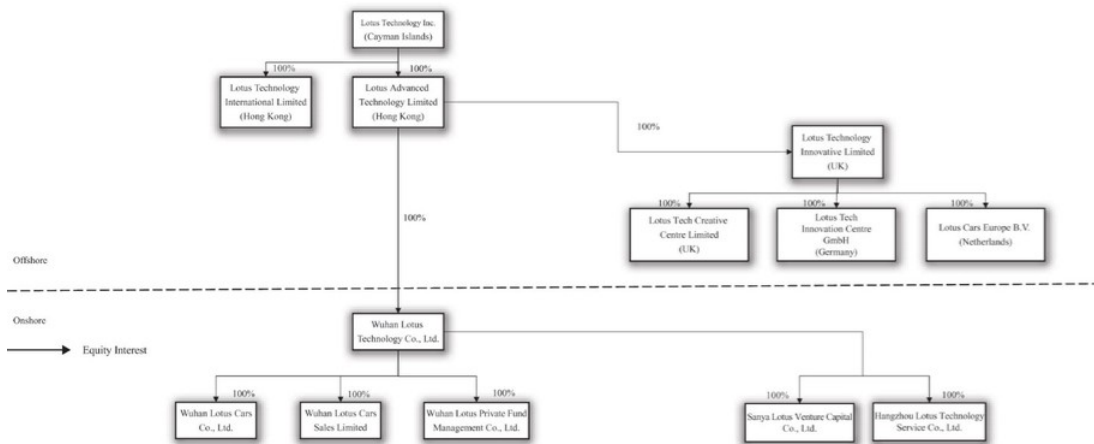 Lotus Technology Inc.
(Cayman Islands)
100%
100%
Lotus Technology
International Limited
(Hong Kong)
Lotus Advanced
Technology Limited
(Hong Kong)
100%
Lotus Technology
Innovative Limited
(UK)
100%
100%
100%
100%
Lotus Tech Creative
Centre Limited
(UK)
Lotus Tech
Innovation Centre
GmbH
(Germany)
Lotus Cars Europe B.V.
(Netherlands)
Offshore
Onshore
Equity Interest
Wuhan Lotus
Technology Co., Ltd.
100%
100%
100%
100%
100%
Wuhan Lotus Cars
Co., Ltd.
Wuhan Lotus Cars
Sales Limited
Wuhan Lotus Private Fund
Management Co., Ltd.
Sanya Lotus Venture Capital
Co., Ltd.
Hangzhou Lotus Technology
Service Co., Ltd.